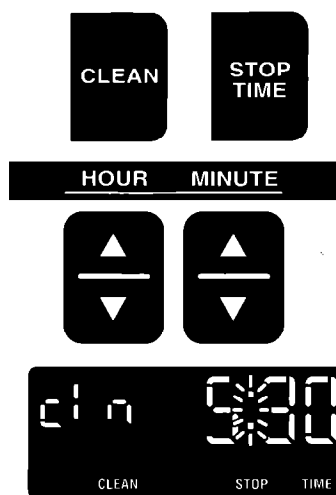 CLEAN STOP
TIME
HOUR MINUTE
cln 5:30
CLEAN STOP TIME